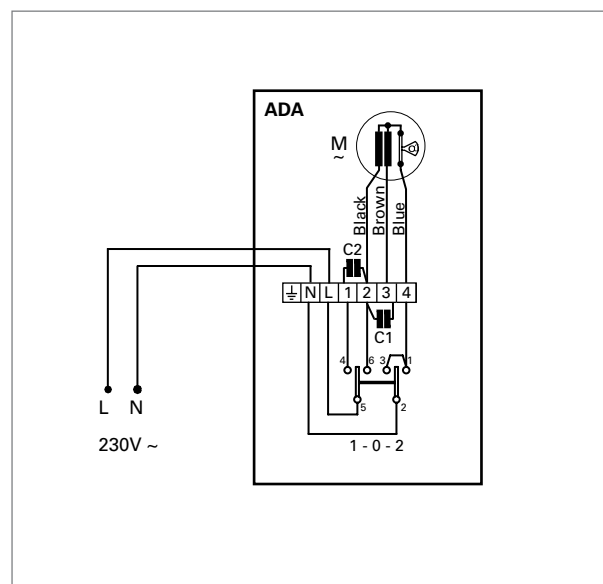 ADA
M
~
Black
Brown
Blue
C2
N L 1 2 3 4
C1
4 6 3 1
5 2
L N
230V ~
1 - 0 - 2